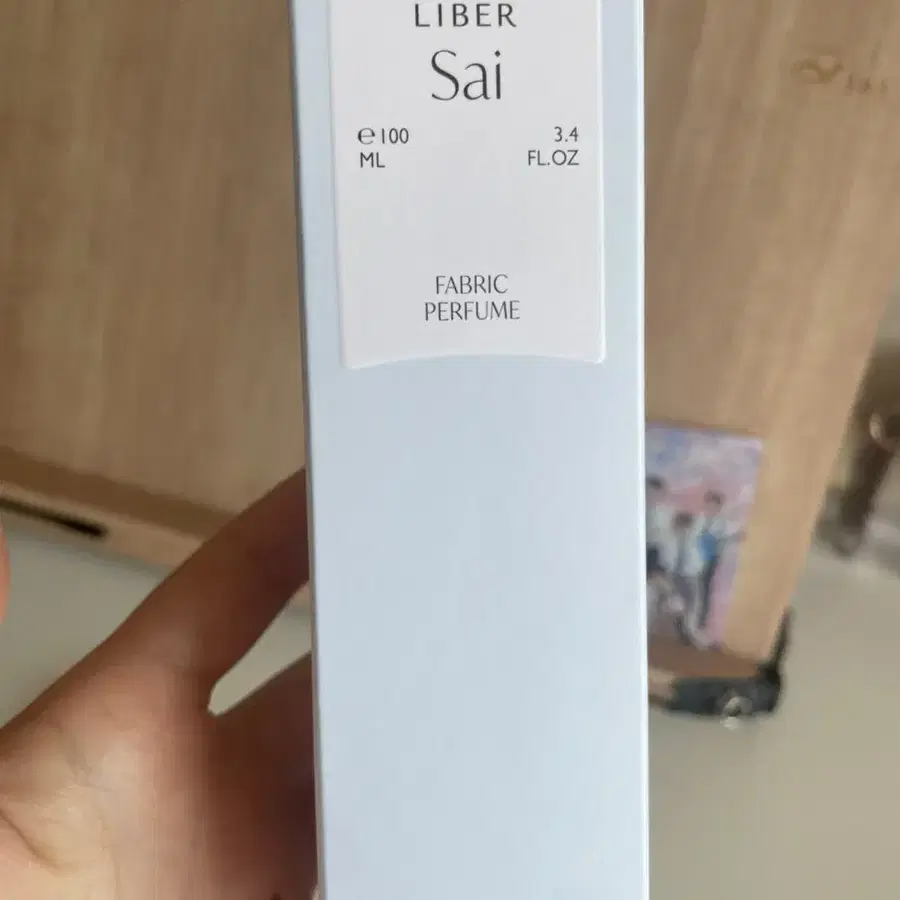 LIBER
Sai
℮100 ML
3.4 FL.OZ
FABRIC
PERFUME